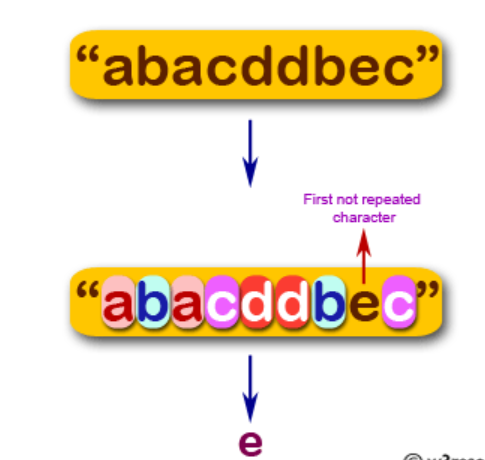 “abacddbec”
First not repeated
character
“abacddbec”
e